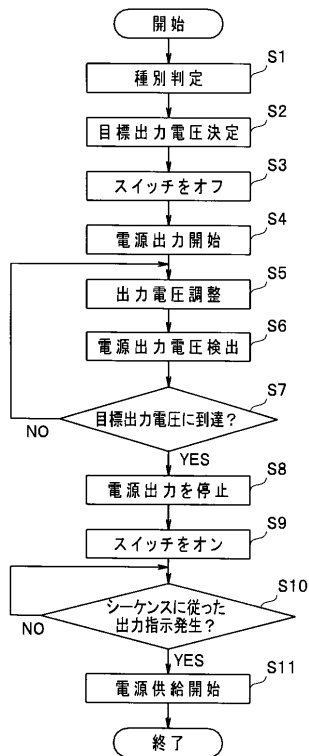 開始
S1
種別判定
S2
目標出力電圧決定
S3
スイッチをオフ
S4
電源出力開始
S5
出力電圧調整
S6
電源出力電圧検出
S7
目標出力電圧に到達？
NO
YES
S8
電源出力を停止
S9
スイッチをオン
S10
シーケンスに従った
出力指示発生？
NO
YES
S11
電源供給開始
終了